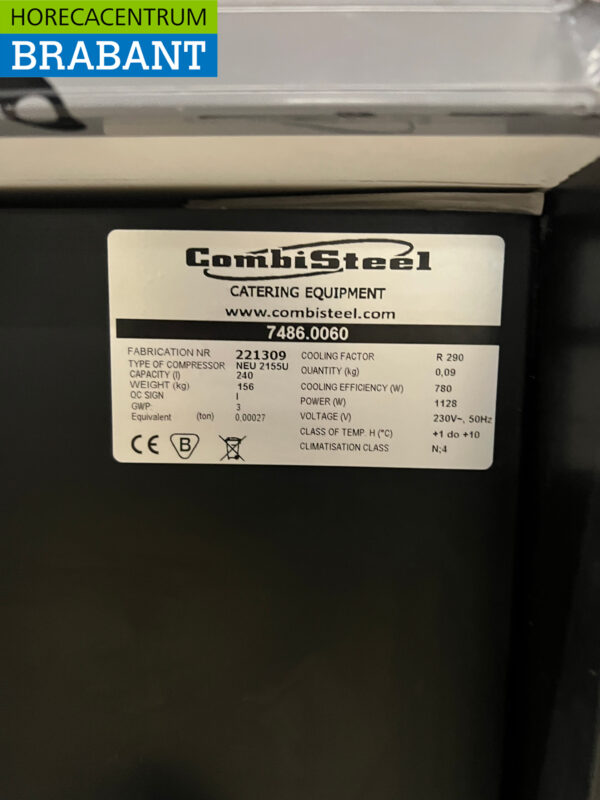 HORECACENTRUM
BRABANT
CombiSteel
CATERING EQUIPMENT
www.combisteel.com
7486.0060
FABRICATION NR 221309
TYPE OF COMPRESSOR NEU 2155U
CAPACITY (l) 240
WEIGHT (kg) 156
QC SIGN I
GWP: 3
Equivalent (ton) 0,00027
COOLING FACTOR R 290
QUANTITY (kg) 0,09
COOLING EFFICIENCY (W) 780
POWER (W) 1128
VOLTAGE (V) 230V~, 50Hz
CLASS OF TEMP. H (°C) +1 do +10
CLIMATISATION CLASS N;4
CE B